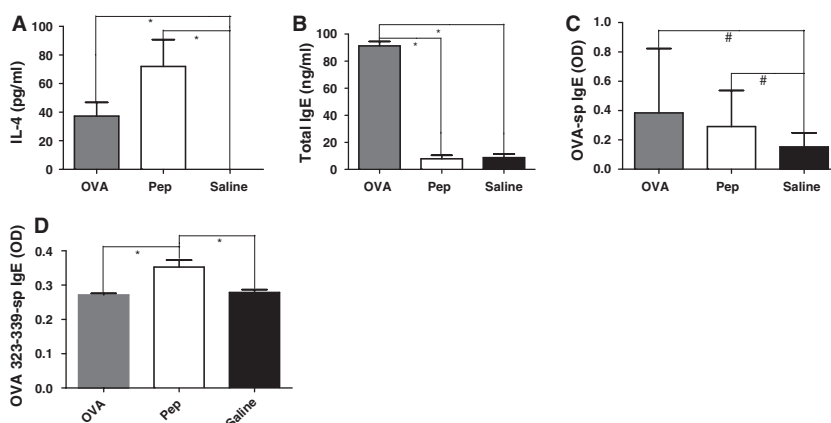 A
IL-4 (pg/ml)
100
80
60
40
20
0
*
*
OVA Pep Saline
B
Total IgE (ng/ml)
100
80
60
40
20
0
*
*
OVA Pep Saline
C
OVA-sp IgE (OD)
1.0
0.8
0.6
0.4
0.2
0.0
#
#
OVA Pep Saline
D
OVA 323-339-sp IgE (OD)
0.4
0.3
0.2
0.1
0.0
*
*
OVA Pep Saline